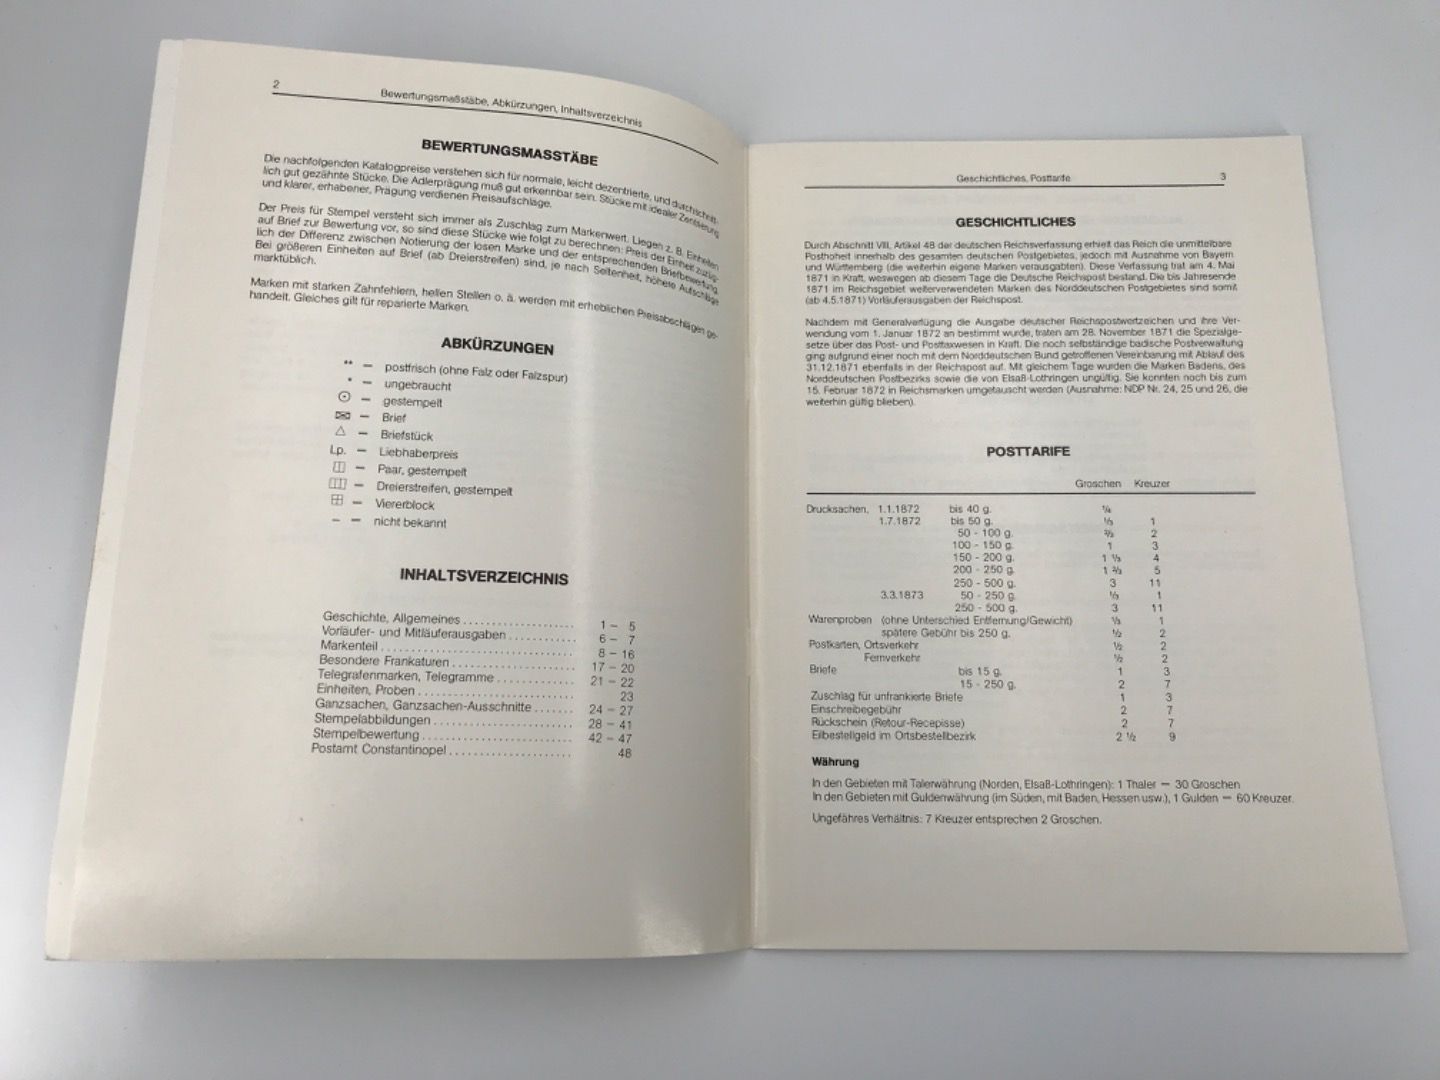 2
Bewertungsmaßstäbe, Abkürzungen, Inhaltsverzeichnis
BEWERTUNGSMASSTÄBE
Die nachfolgenden Katalogpreise verstehen sich für normale, leicht dezentrierte, und durchschnitt-
lich gut gezähnte Stücke. Die Adlerprägung muß gut erkennbar sein. Stücke mit idealer Zentrierung
und klarer, erhabener, Prägung verdienen Preisaufschläge.
Der Preis für Stempel versteht sich immer als Zuschlag zum Markenwert. Liegen z. B. Einheiten
auf Brief zur Bewertung vor, so sind diese Stücke wie folgt zu berechnen: Preis der Einheit zuzüg-
lich der Differenz zwischen Notierung der losen Marke und der entsprechenden Briefbewertung.
Bei größeren Einheiten auf Brief (ab Dreierstreifen) sind, je nach Seltenheit, höhere Aufschläge
marktüblich.
Marken mit starken Zahnfehlern, hellen Stellen o. ä. werden mit erheblichen Preisabschlägen ge-
handelt. Gleiches gilt für reparierte Marken.
ABKÜRZUNGEN
** — postfrisch (ohne Falz oder Falzspur)
* — ungebraucht
⊙ — gestempelt
✉ — Brief
△ — Briefstück
Lp. — Liebhaberpreis
— Paar, gestempelt
— Dreierstreifen, gestempelt
⊞ — Viererblock
– — nicht bekannt
INHALTSVERZEICHNIS
Geschichte, Allgemeines . . . . . . . . . . . . . . . . . . 1 – 5
Vorläufer- und Mitläuferausgaben . . . . . . . . . . . 6 – 7
Markenteil . . . . . . . . . . . . . . . . . . . . . . . . . . . . . 8 – 16
Besondere Frankaturen . . . . . . . . . . . . . . . . . . . 17 – 20
Telegrafenmarken, Telegramme . . . . . . . . . . . . 21 – 22
Einheiten, Proben . . . . . . . . . . . . . . . . . . . . . . . . 23
Ganzsachen, Ganzsachen-Ausschnitte . . . . . . 24 – 27
Stempelabbildungen . . . . . . . . . . . . . . . . . . . . . 28 – 41
Stempelbewertung . . . . . . . . . . . . . . . . . . . . . . . 42 – 47
Postamt Constantinopel . . . . . . . . . . . . . . . . . . . 48
Geschichtliches, Posttarife 3
GESCHICHTLICHES
Durch Abschnitt VIII, Artikel 48 der deutschen Reichsverfassung erhielt das Reich die unmittelbare
Posthoheit innerhalb des gesamten deutschen Postgebietes, jedoch mit Ausnahme von Bayern
und Württemberg (die weiterhin eigene Marken verausgabten). Diese Verfassung trat am 4. Mai
1871 in Kraft, weswegen ab diesem Tage die Deutsche Reichspost bestand. Die bis Jahresende
1871 im Reichsgebiet weiterverwendeten Marken des Norddeutschen Postgebietes sind somit
(ab 4.5.1871) Vorläuferausgaben der Reichspost.
Nachdem mit Generalverfügung die Ausgabe deutscher Reichspostwertzeichen und ihre Ver-
wendung vom 1. Januar 1872 an bestimmt wurde, traten am 28. November 1871 die Spezialge-
setze über das Post- und Posttaxwesen in Kraft. Die noch selbständige badische Postverwaltung
ging aufgrund einer noch mit dem Norddeutschen Bund getroffenen Vereinbarung mit Ablauf des
31.12.1871 ebenfalls in der Reichspost auf. Mit gleichem Tage wurden die Marken Badens, des
Norddeutschen Postbezirks sowie die von Elsaß-Lothringen ungültig. Sie konnten noch bis zum
15. Februar 1872 in Reichsmarken umgetauscht werden (Ausnahme: NDP Nr. 24, 25 und 26, die
weiterhin gültig blieben).
POSTTARIFE
Groschen Kreuzer
Drucksachen, 1.1.1872 bis 40 g. ¼
1.7.1872 bis 50 g. ⅓ 1
50 - 100 g. ⅔ 2
100 - 150 g. 1 3
150 - 200 g. 1 ⅓ 4
200 - 250 g. 1 ⅔ 5
250 - 500 g. 3 11
3.3.1873 50 - 250 g. ⅓ 1
250 - 500 g. 3 11
Warenproben (ohne Unterschied Entfernung/Gewicht) ⅓ 1
spätere Gebühr bis 250 g. ½ 2
Postkarten, Ortsverkehr ½ 2
Fernverkehr ½ 2
Briefe bis 15 g. 1 3
15 - 250 g. 2 7
Zuschlag für unfrankierte Briefe 1 3
Einschreibegebühr 2 7
Rückschein (Retour-Recepisse) 2 7
Eilbestellgeld im Ortsbestellbezirk 2 ½ 9
Währung
In den Gebieten mit Talerwährung (Norden, Elsaß-Lothringen): 1 Thaler — 30 Groschen
In den Gebieten mit Guldenwährung (im Süden, mit Baden, Hessen usw.), 1 Gulden — 60 Kreuzer.
Ungefähres Verhältnis: 7 Kreuzer entsprechen 2 Groschen.